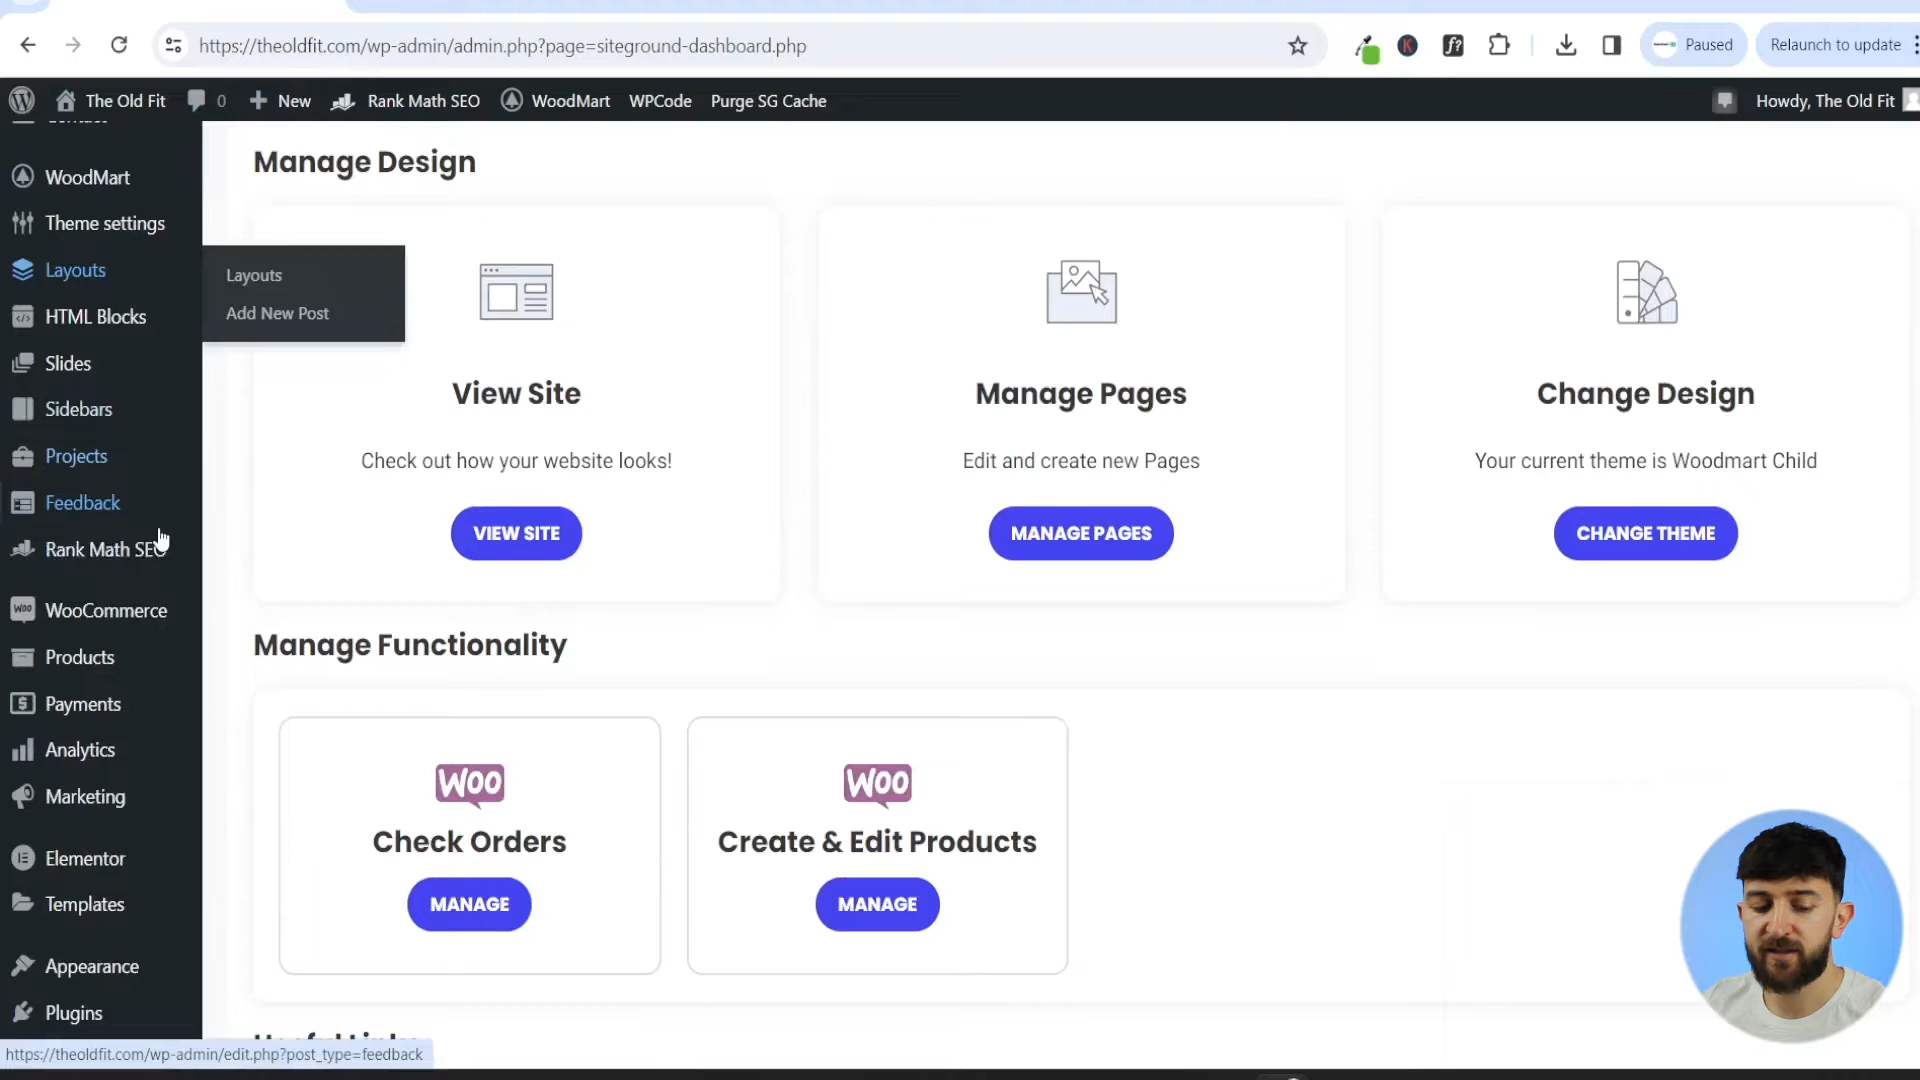 https://theoldfit.com/wp-admin/admin.php?page=siteground-dashboard.php
Paused
Relaunch to update
The Old Fit
0
New
Rank Math SEO
WoodMart
WPCode
Purge SG Cache
Howdy, The Old Fit
Contact
WoodMart
Theme settings
Layouts
HTML Blocks
Slides
Sidebars
Projects
Feedback
Rank Math SEO
WooCommerce
Products
Payments
Analytics
Marketing
Elementor
Templates
Appearance
Plugins
Layouts
Add New Post
Manage Design
View Site
Check out how your website looks!
VIEW SITE
Manage Pages
Edit and create new Pages
MANAGE PAGES
Change Design
Your current theme is Woodmart Child
CHANGE THEME
Manage Functionality
WOO
Check Orders
MANAGE
WOO
Create & Edit Products
MANAGE
Useful Links
https://theoldfit.com/wp-admin/edit.php?post_type=feedback